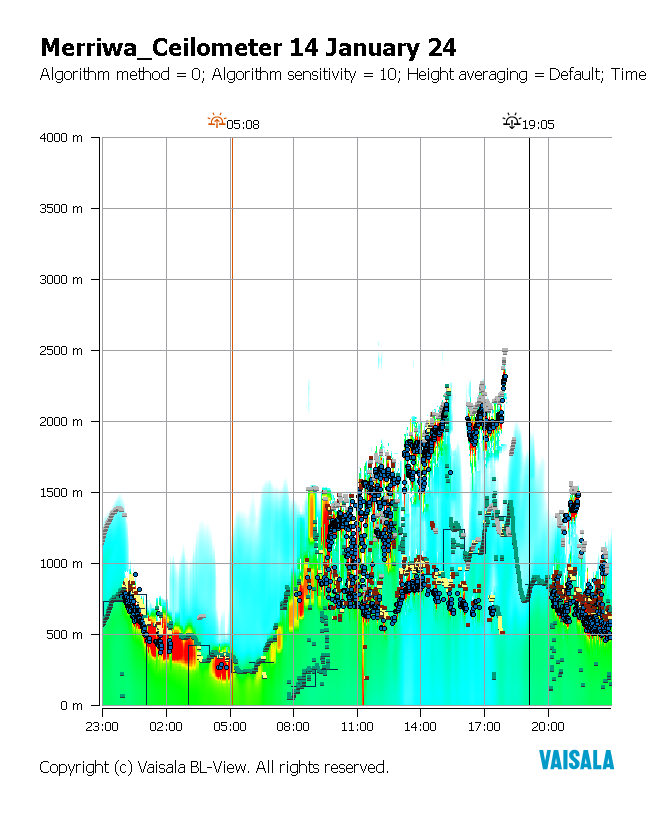 Merriwa_Ceilometer 14 January 24
Algorithm method = 0; Algorithm sensitivity = 10; Height averaging = Default; Time
05:08
19:05
4000 m
3500 m
3000 m
2500 m
2000 m
1500 m
1000 m
500 m
0 m
23:00 02:00 05:00 08:00 11:00 14:00 17:00 20:00
VAISALA
Copyright (c) Vaisala BL-View. All rights reserved.